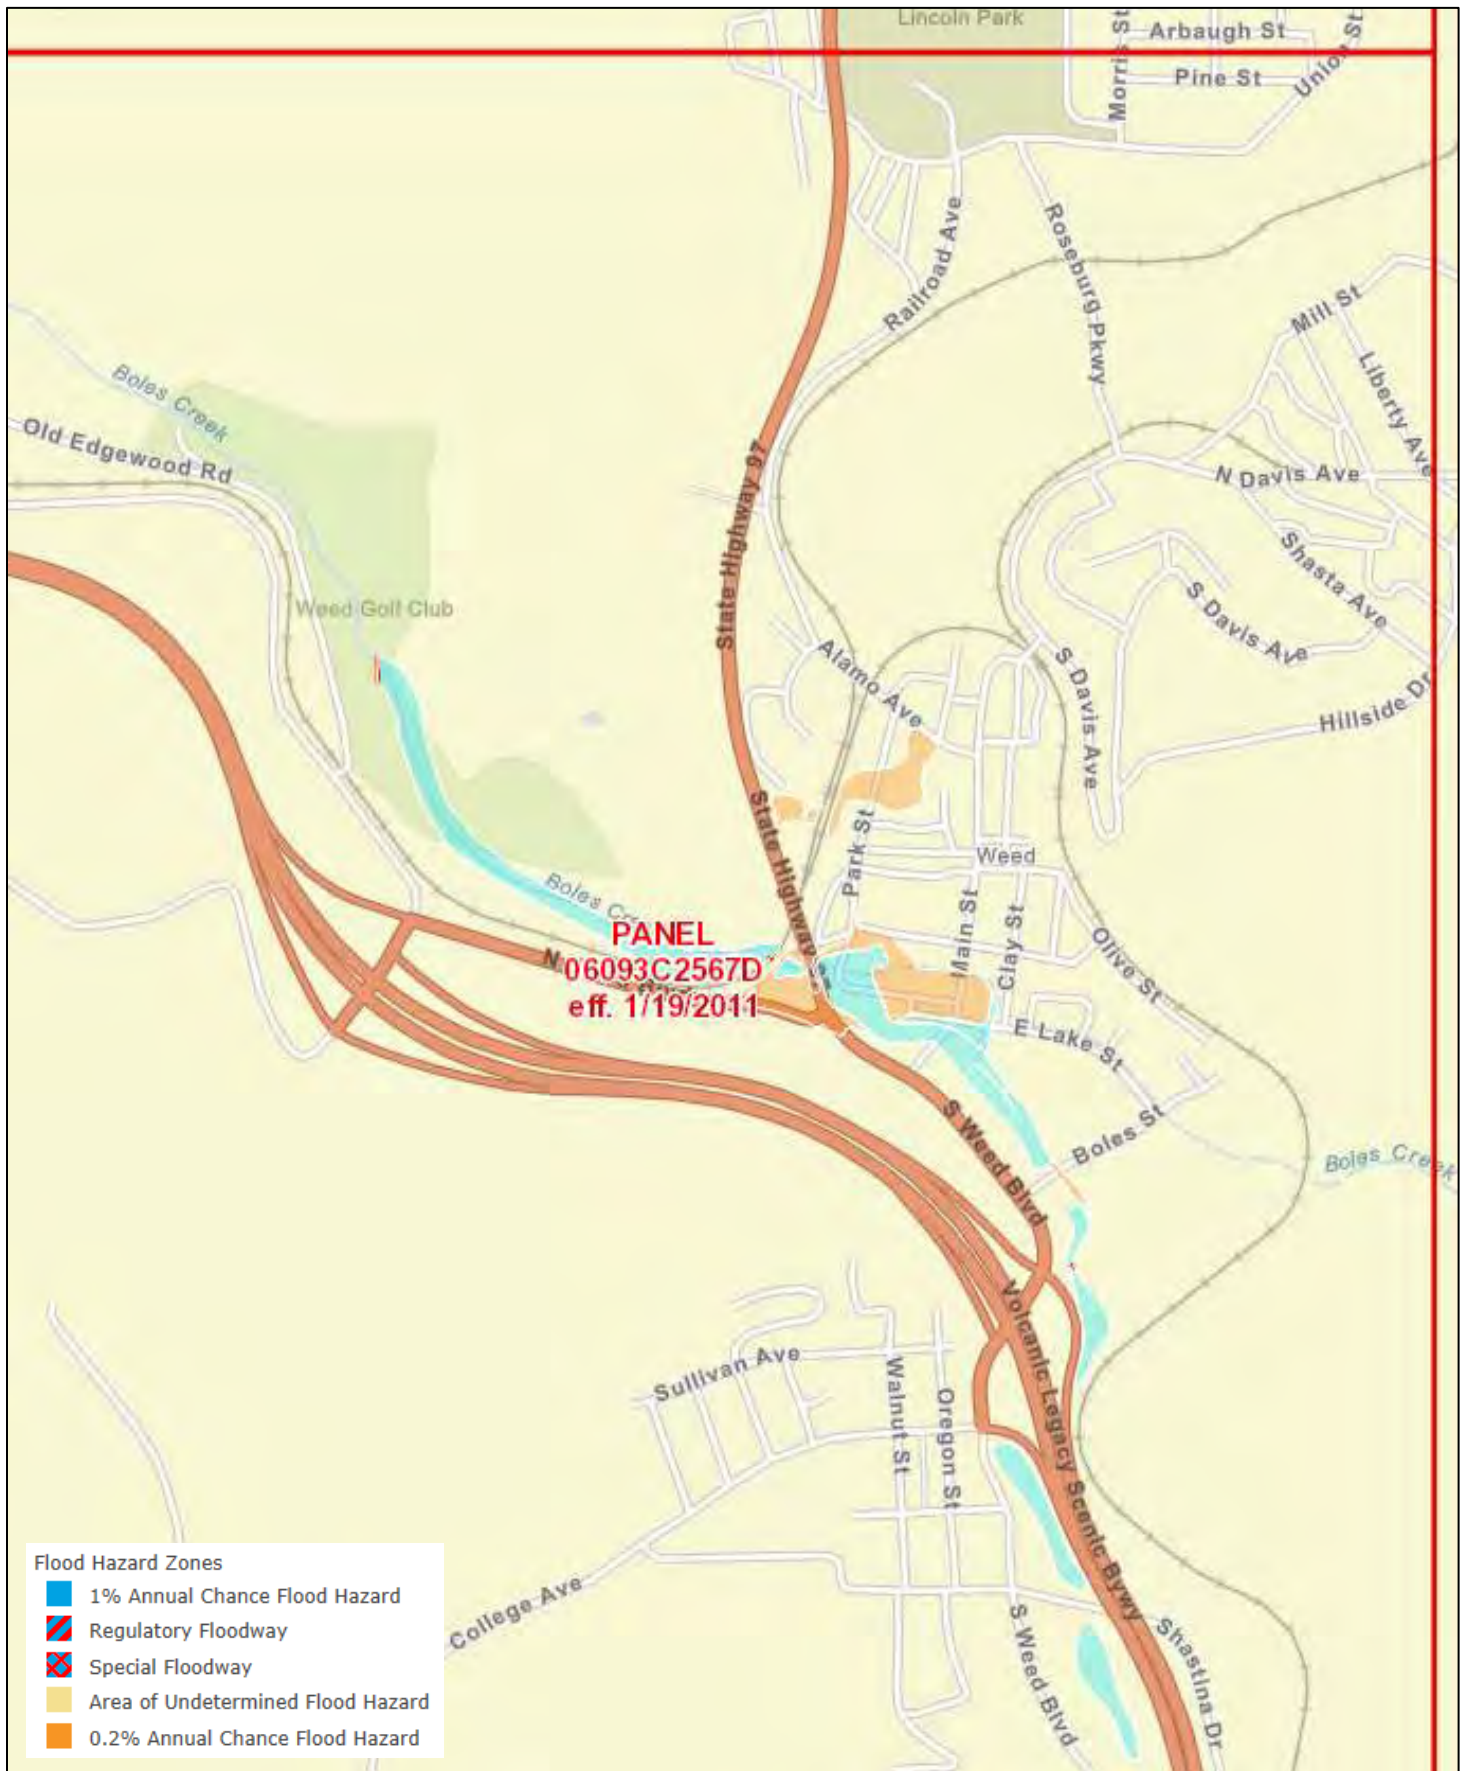 Lincoln Park
Morris St
Arbaugh St
Union St
Pine St
Railroad Ave
Roseburg Pkwy
Mill St
Liberty Ave
Boles Creek
Old Edgewood Rd
State Highway 97
N Davis Ave
Shasta Ave
S Davis Ave
Weed Golf Club
Alamo Ave
S Davis Ave
Hillside Dr
State Highway
Park St
Weed
Main St
Clay St
Olive St
Boles Cre
PANEL
06093C2567D
eff. 1/19/2011
N
E Lake St
S Weed Blvd
Boles St
Boles Creek
Volcanic Legacy Scenic Bywy
Sullivan Ave
Walnut St
Oregon St
College Ave
S Weed Blvd
Shastina Dr
Flood Hazard Zones
1% Annual Chance Flood Hazard
Regulatory Floodway
Special Floodway
Area of Undetermined Flood Hazard
0.2% Annual Chance Flood Hazard